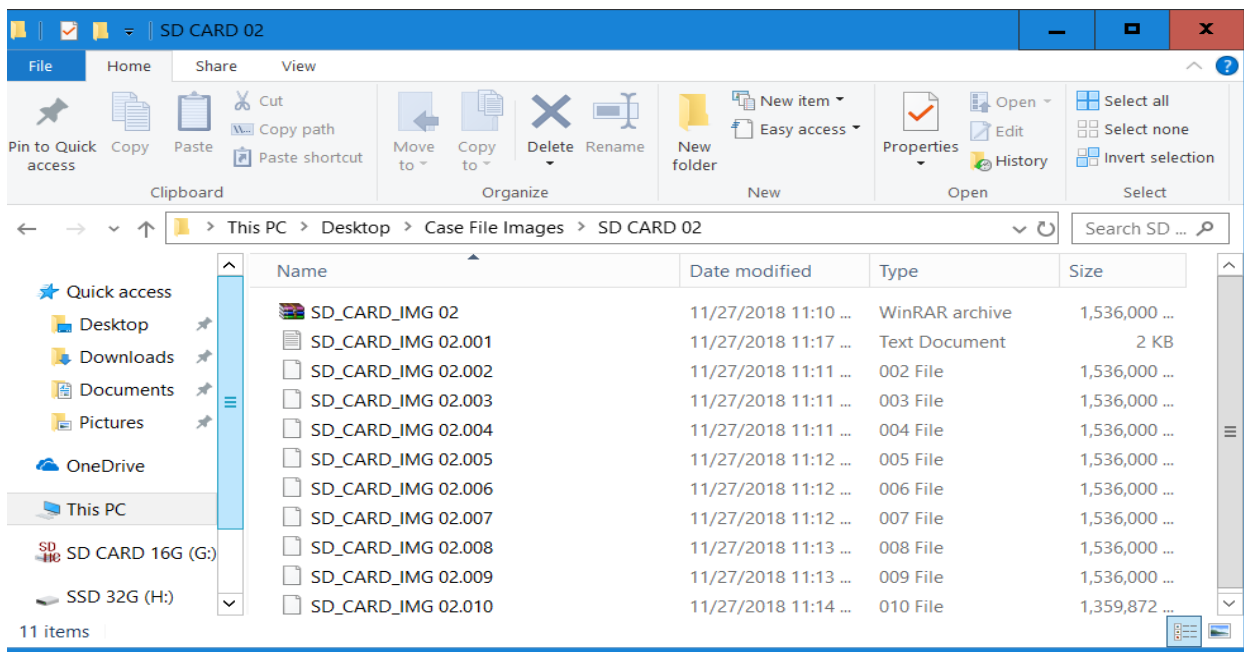 SD CARD 02
File Home Share View
Pin to Quick access
Copy
Paste
Cut
Copy path
Paste shortcut
Clipboard
Move to
Copy to
Delete
Rename
Organize
New folder
New item
Easy access
New
Properties
Open
Edit
History
Open
Select all
Select none
Invert selection
Select
This PC > Desktop > Case File Images > SD CARD 02
Search SD ...
Quick access
Desktop
Downloads
Documents
Pictures
OneDrive
This PC
SD CARD 16G (G:)
SSD 32G (H:)
Name Date modified Type Size
SD_CARD_IMG 02 11/27/2018 11:10 ... WinRAR archive 1,536,000 ...
SD_CARD_IMG 02.001 11/27/2018 11:17 ... Text Document 2 KB
SD_CARD_IMG 02.002 11/27/2018 11:11 ... 002 File 1,536,000 ...
SD_CARD_IMG 02.003 11/27/2018 11:11 ... 003 File 1,536,000 ...
SD_CARD_IMG 02.004 11/27/2018 11:11 ... 004 File 1,536,000 ...
SD_CARD_IMG 02.005 11/27/2018 11:12 ... 005 File 1,536,000 ...
SD_CARD_IMG 02.006 11/27/2018 11:12 ... 006 File 1,536,000 ...
SD_CARD_IMG 02.007 11/27/2018 11:12 ... 007 File 1,536,000 ...
SD_CARD_IMG 02.008 11/27/2018 11:13 ... 008 File 1,536,000 ...
SD_CARD_IMG 02.009 11/27/2018 11:13 ... 009 File 1,536,000 ...
SD_CARD_IMG 02.010 11/27/2018 11:14 ... 010 File 1,359,872 ...
11 items